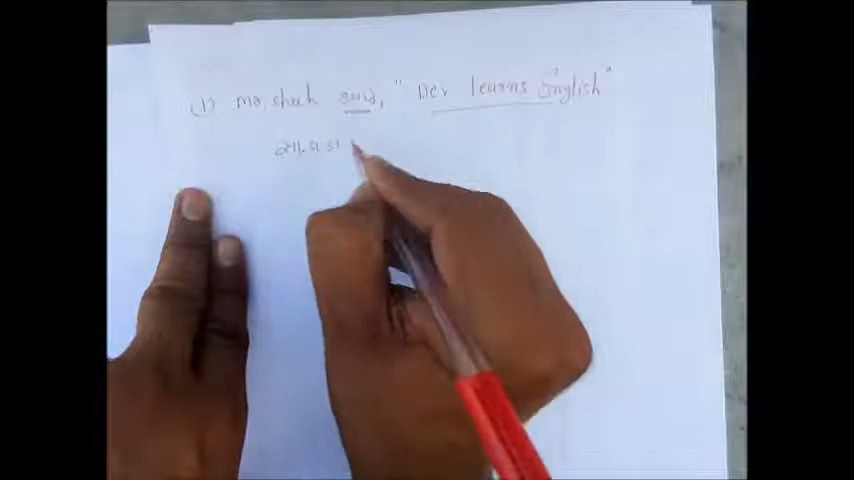 (1) Mr. shah said, "Dev learns English"
સા.વ.કા